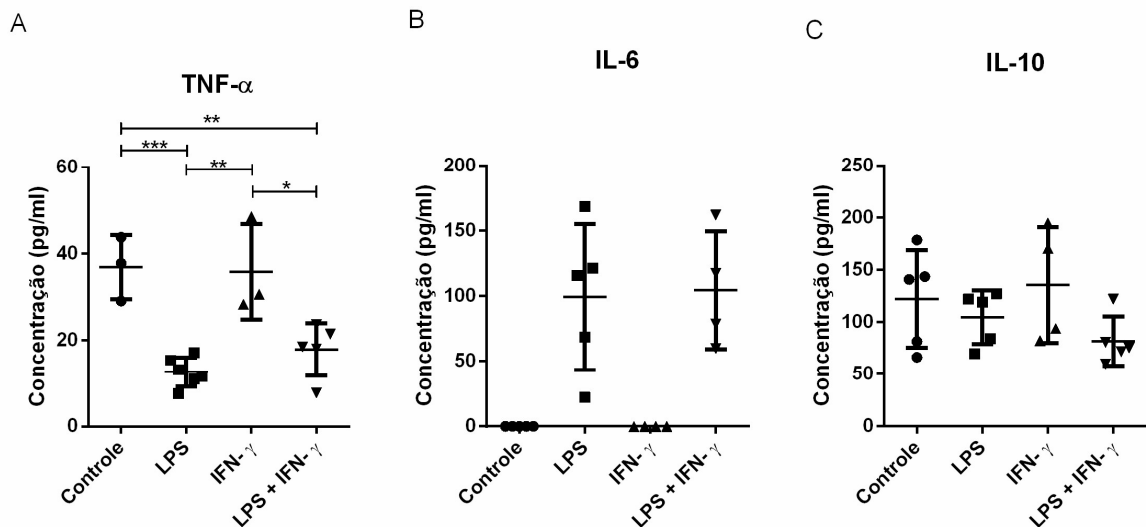 A
TNF-α
**
***
**
*
Concentração (pg/ml)
60
40
20
0
Controle
LPS
IFN- γ
LPS + IFN- γ
B
IL-6
Concentração (pg/ml)
200
150
100
50
0
Controle
LPS
IFN- γ
LPS + IFN- γ
C
IL-10
Concentração (pg/ml)
250
200
150
100
50
0
Controle
LPS
IFN- γ
LPS + IFN- γ